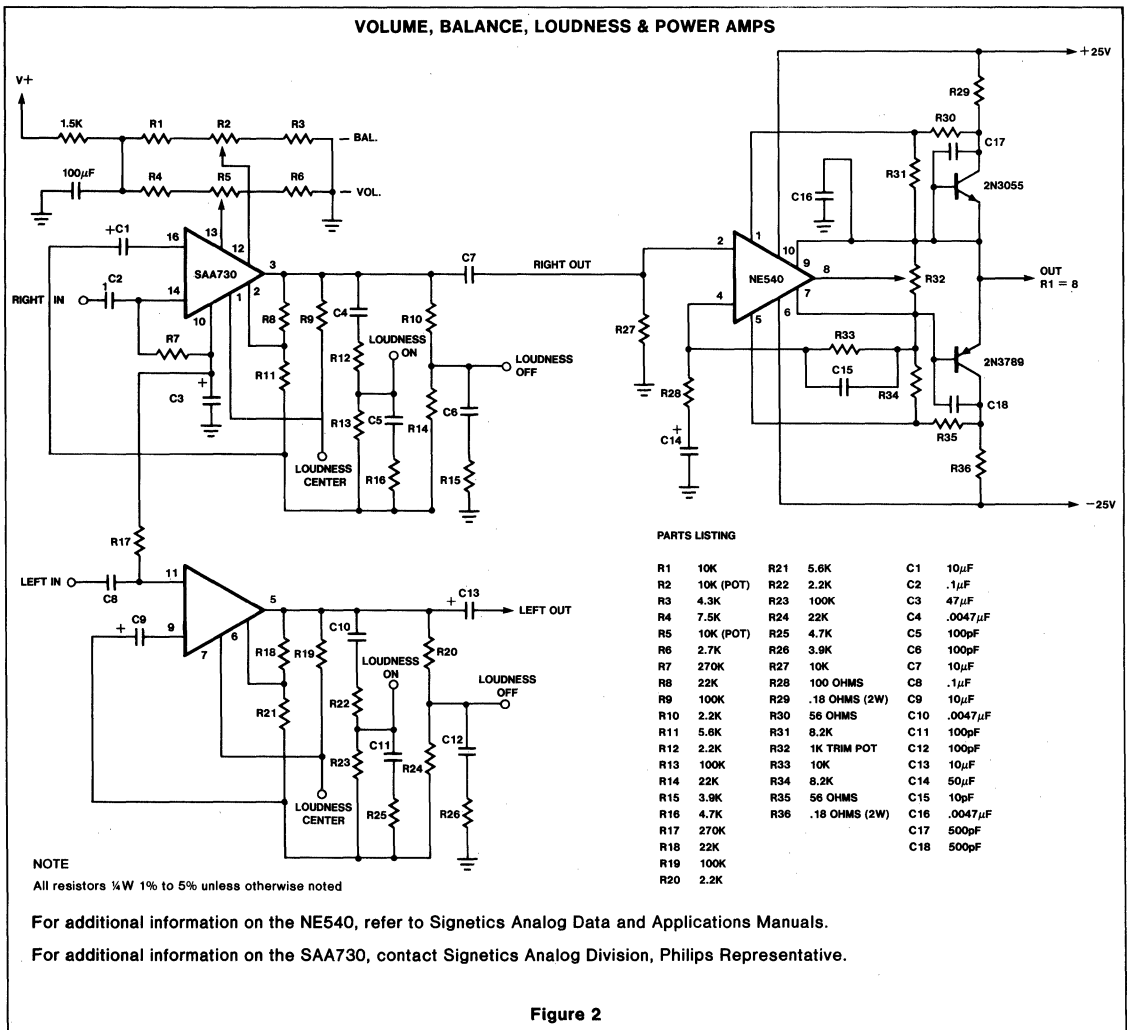 VOLUME, BALANCE, LOUDNESS & POWER AMPS
V+
1.5K
R1
R2
R3
BAL.
100µF
R4
R5
R6
VOL.
+C1
16
13
12
SAA730
3
C2
RIGHT IN
1
14
10
1
2
R7
+
C3
R8
R9
C4
R10
R11
R12
LOUDNESS
ON
LOUDNESS
OFF
R13
C5
R14
C6
R16
R15
LOUDNESS
CENTER
C7
RIGHT OUT
R27
+25V
R29
R30
C17
R31
2N3055
C16
2
1
10
9
NE540
8
7
4
5
6
R32
OUT
R1 = 8
R33
C15
R34
2N3789
C18
R28
+
C14
R35
R36
−25V
R17
LEFT IN
C8
11
5
+
C9
9
7
6
R18
R19
C10
R20
+
C13
LEFT OUT
R21
R22
LOUDNESS
ON
LOUDNESS
OFF
R23
C11
R24
C12
R25
R26
LOUDNESS
CENTER
PARTS LISTING
R1 10K R21 5.6K C1 10µF
R2 10K (POT) R22 2.2K C2 .1µF
R3 4.3K R23 100K C3 47µF
R4 7.5K R24 22K C4 .0047µF
R5 10K (POT) R25 4.7K C5 100pF
R6 2.7K R26 3.9K C6 100pF
R7 270K R27 10K C7 10µF
R8 22K R28 100 OHMS C8 .1µF
R9 100K R29 .18 OHMS (2W) C9 10µF
R10 2.2K R30 56 OHMS C10 .0047µF
R11 5.6K R31 8.2K C11 100pF
R12 2.2K R32 1K TRIM POT C12 100pF
R13 100K R33 10K C13 10µF
R14 22K R34 8.2K C14 50µF
R15 3.9K R35 56 OHMS C15 10pF
R16 4.7K R36 .18 OHMS (2W) C16 .0047µF
R17 270K C17 500pF
R18 22K C18 500pF
R19 100K
R20 2.2K
NOTE
All resistors ¼W 1% to 5% unless otherwise noted
For additional information on the NE540, refer to Signetics Analog Data and Applications Manuals.
For additional information on the SAA730, contact Signetics Analog Division, Philips Representative.
Figure 2